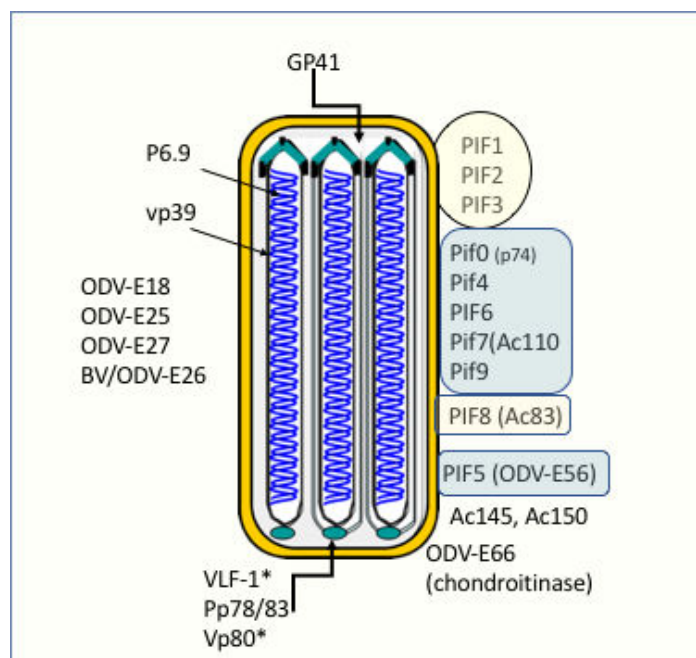 GP41
P6.9
vp39
ODV-E18
ODV-E25
ODV-E27
BV/ODV-E26
PIF1
PIF2
PIF3
Pif0 (p74)
Pif4
PIF6
Pif7(Ac110
Pif9
PIF8 (Ac83)
PIF5 (ODV-E56)
Ac145, Ac150
ODV-E66
(chondroitinase)
VLF-1*
Pp78/83
Vp80*